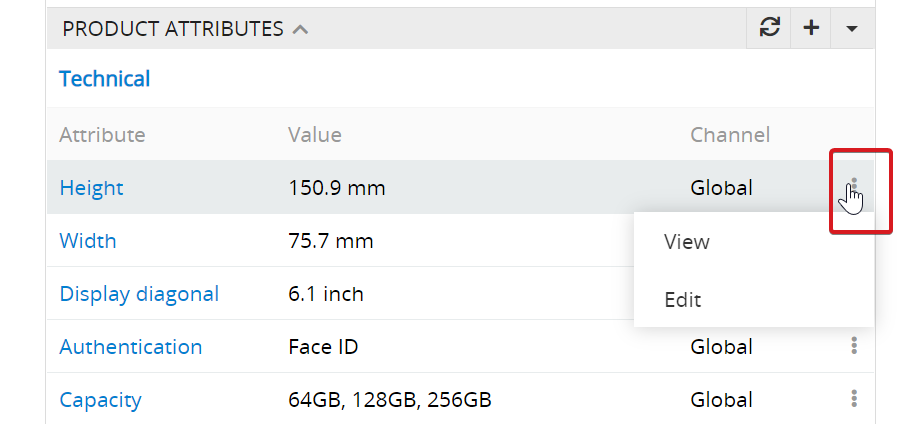 PRODUCT ATTRIBUTES
Technical
Attribute Value Channel
Height 150.9 mm Global
Width 75.7 mm
View
Display diagonal 6.1 inch
Edit
Authentication Face ID Global
Capacity 64GB, 128GB, 256GB Global